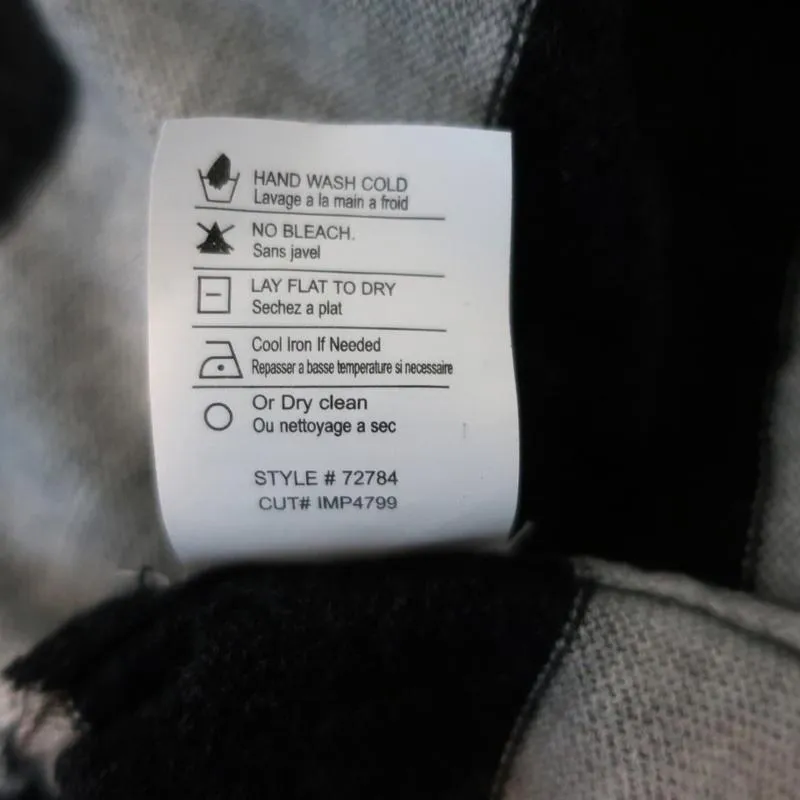 HAND WASH COLD
Lavage a la main a froid
NO BLEACH.
Sans javel
LAY FLAT TO DRY
Sechez a plat
Cool Iron If Needed
Repasser a basse temperature si necessaire
Or Dry clean
Ou nettoyage a sec
STYLE # 72784
CUT# IMP4799